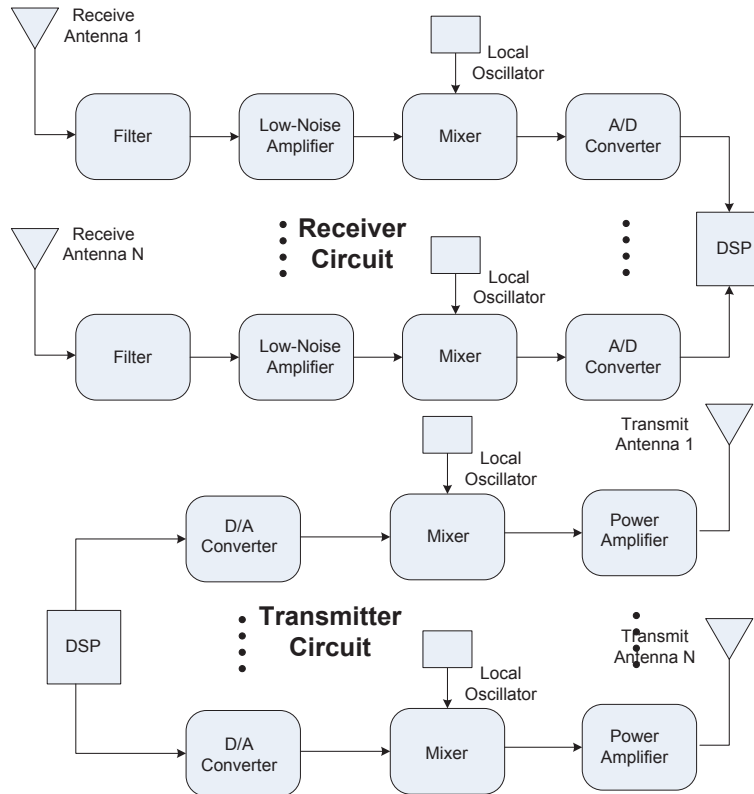 Receive
Antenna 1
Local
Oscillator
Filter
Low-Noise
Amplifier
Mixer
A/D
Converter
Receive
Antenna N
Receiver
Circuit
DSP
Local
Oscillator
Filter
Low-Noise
Amplifier
Mixer
A/D
Converter
Transmit
Antenna 1
Local
Oscillator
D/A
Converter
Mixer
Power
Amplifier
Transmitter
Circuit
DSP
Transmit
Antenna N
Local
Oscillator
D/A
Converter
Mixer
Power
Amplifier